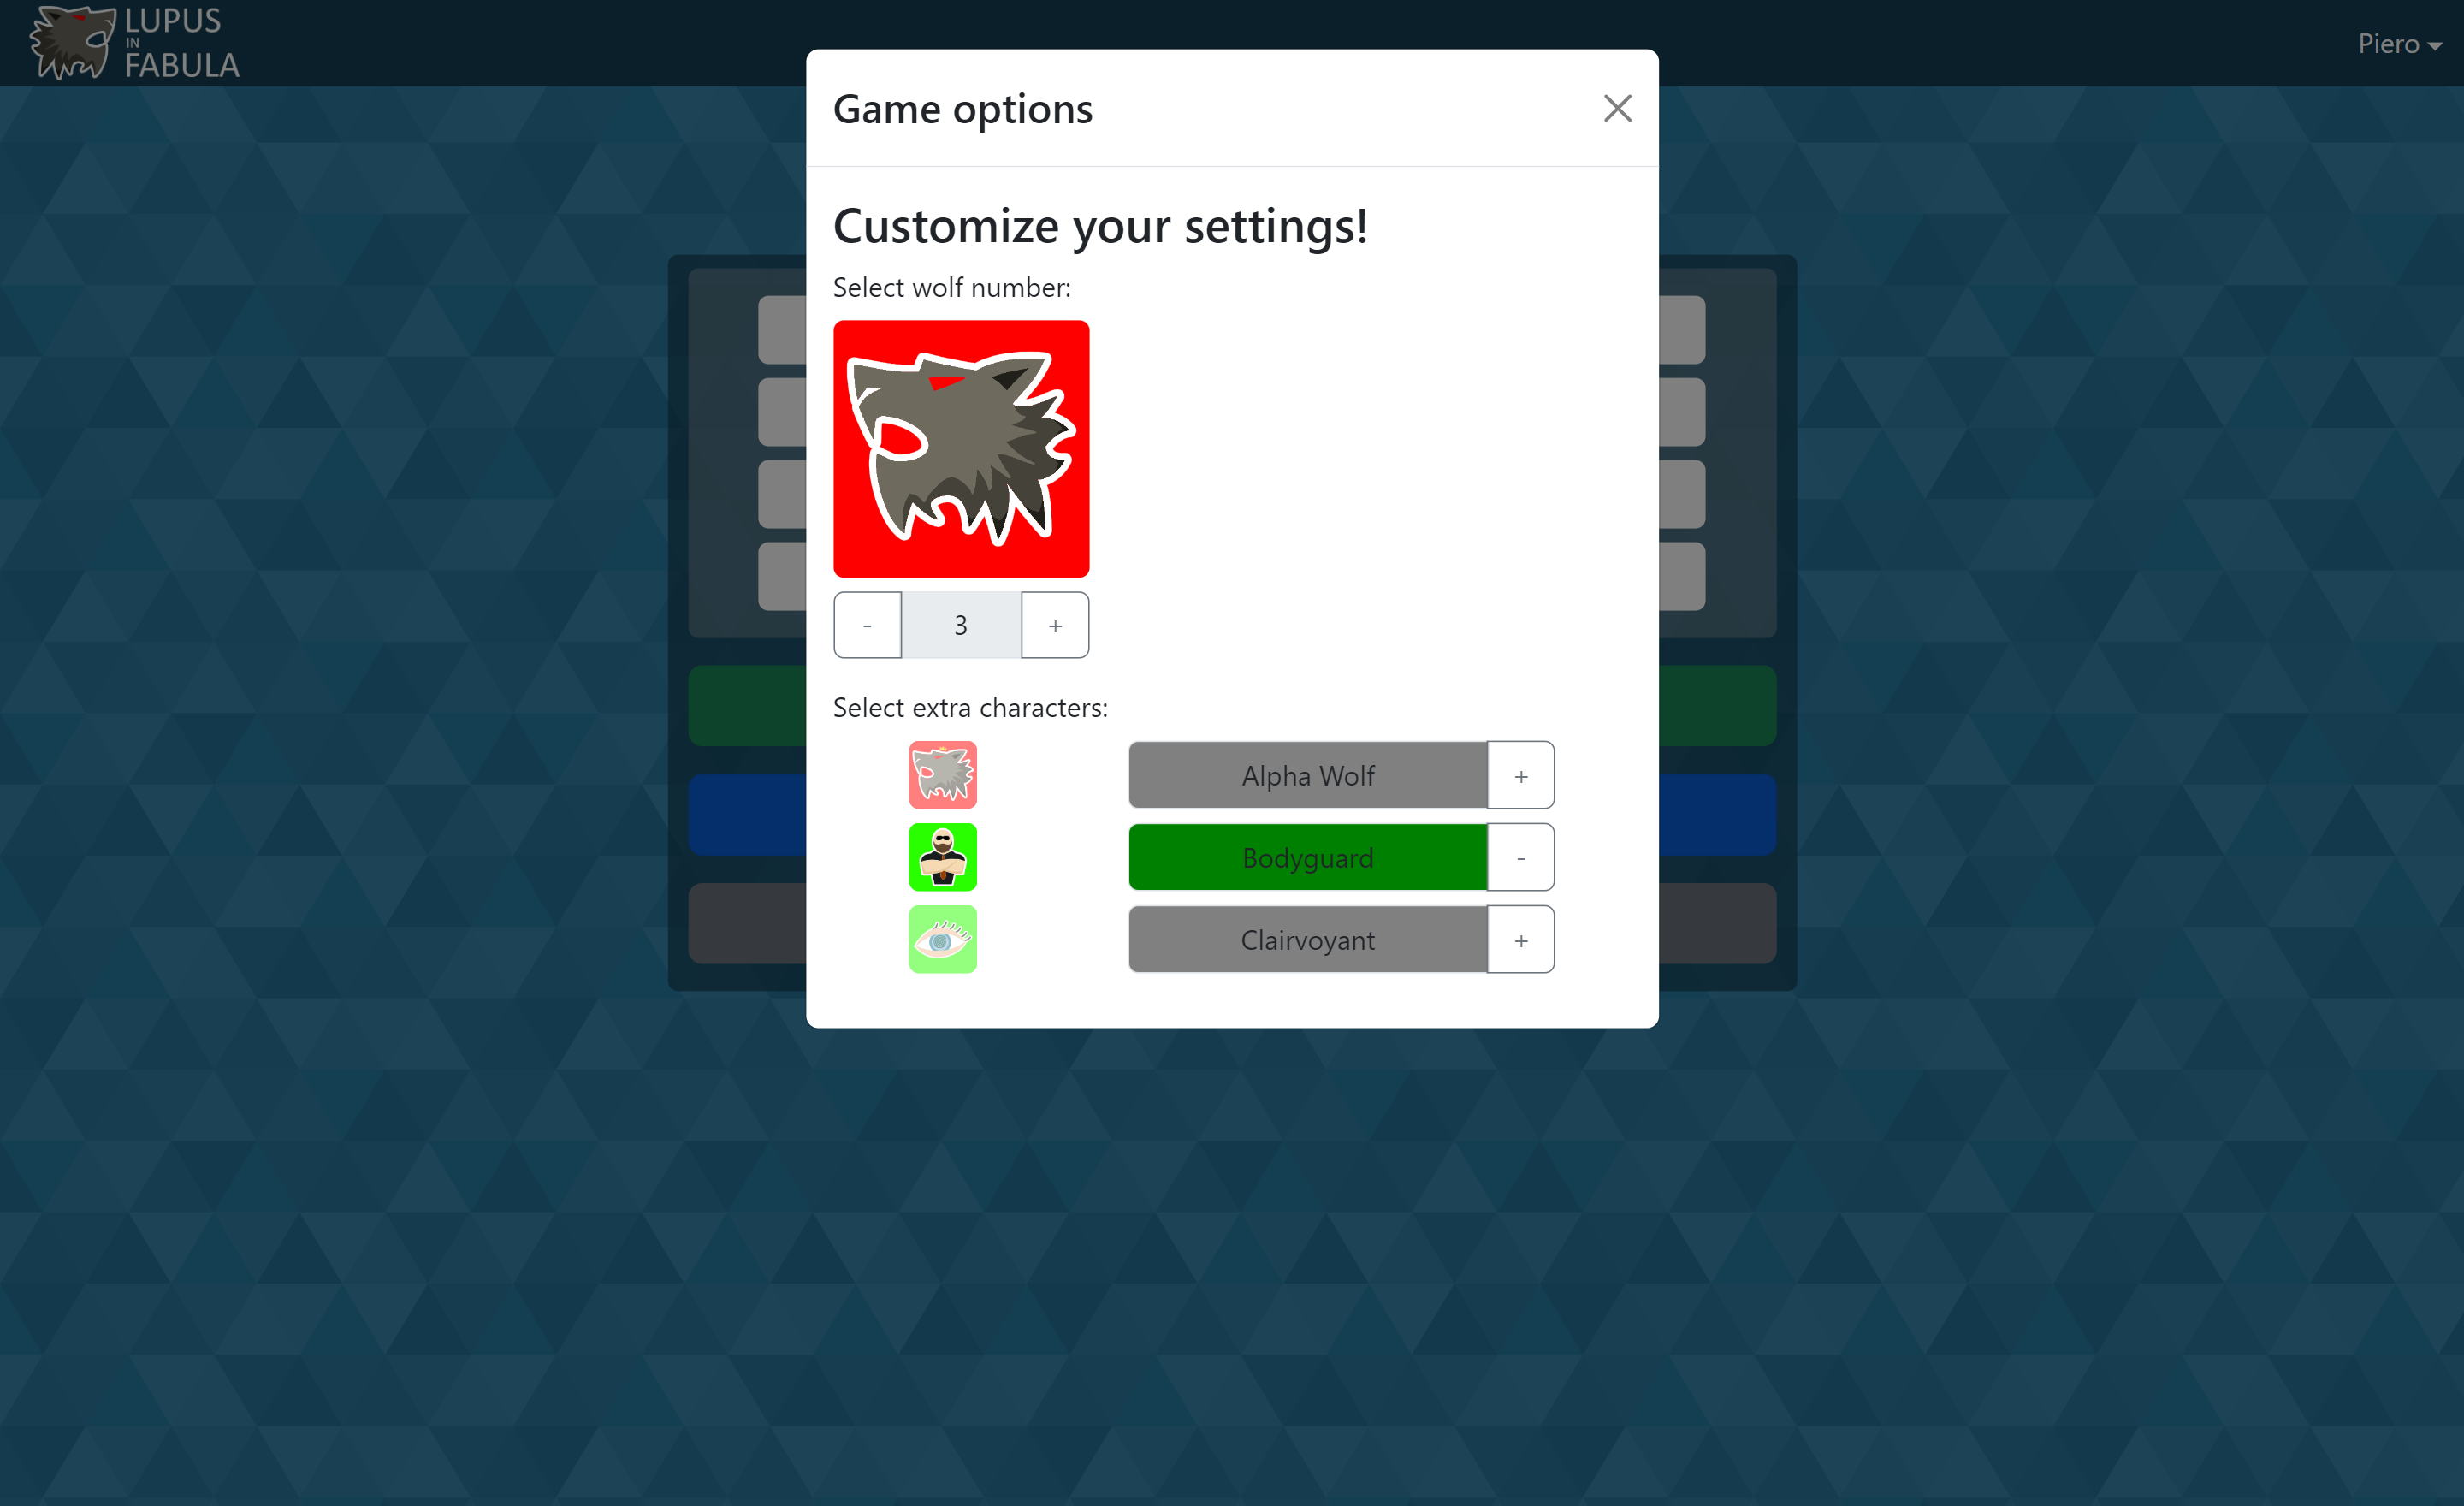 LUPUS
IN
FABULA
Piero
Game options
Customize your settings!
Select wolf number:
- 3 +
Select extra characters:
Alpha Wolf +
Bodyguard -
Clairvoyant +